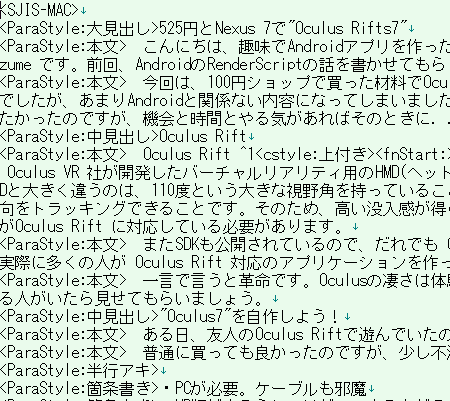 <SJIS-MAC>↓
<ParaStyle:大見出し>525円とNexus 7で"Oculus Rifts7"
<ParaStyle:本文>　こんにちは、趣味でAndroidアプリを作った
zume です。前回、AndroidのRenderScriptの話を書かせてもら
<ParaStyle:本文>　今回は、100円ショップで買った材料でOcu
でしたが、あまりAndroidと関係ない内容になってしまいました
たかったのですが、機会と時間とやる気があればそのときに．.
<ParaStyle:中見出し>Oculus Rift↓
<ParaStyle:本文>　Oculus Rift ^1<cstyle:上付き><fnStart:
 Oculus VR 社が開発したバーチャルリアリティ用のHMD(ヘット
Dと大きく違うのは、110度という大きな視野角を持っているこ
句をトラッキングできることです。そのため、高い没入感が得ら
がOculus Rift に対応している必要があります。↓
<ParaStyle:本文>　またSDKも公開されているので、だれでも 0
実際に多くの人が Oculus Rift 対応のアプリケーションを作っ
<ParaStyle:本文>　一言で言うと革命です。Oculusの凄さは体馬
る人がいたら見せてもらいましょう。↓
<ParaStyle:中見出し>"Oculus7"を自作しよう！↓
<ParaStyle:本文>　ある日、友人のOculus Riftで遊んでいたの
<ParaStyle:本文>　普通に買っても良かったのですが、少し不
<ParaStyle:半行アキ>↓
<ParaStyle:箇条書き>・PCが必要。ケーブルも邪魔↓